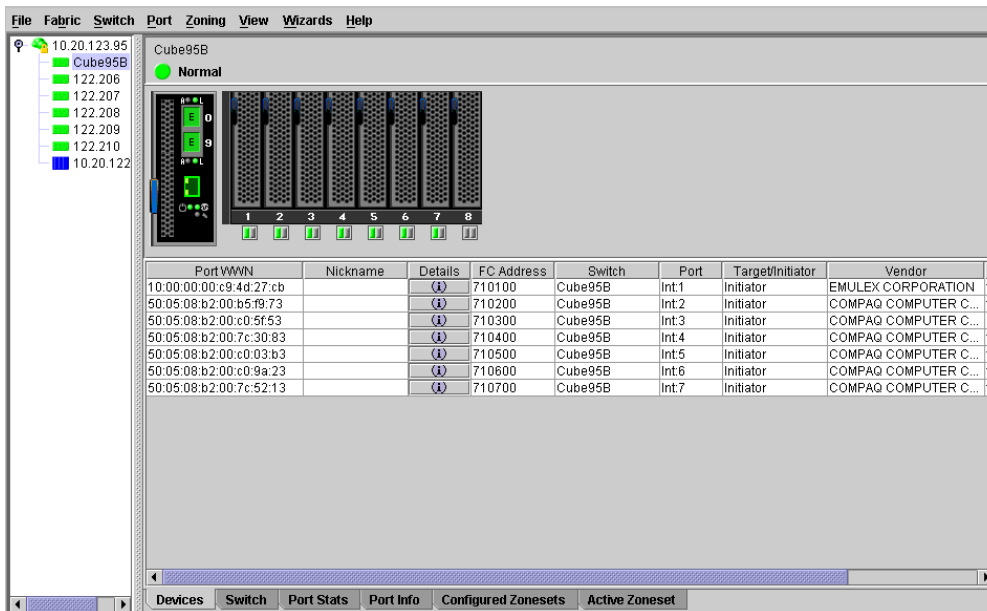 File Fabric Switch Port Zoning View Wizards Help
10.20.123.95
Cube95B
122.206
122.207
122.208
122.209
122.210
10.20.122
Cube95B
Normal
A L
E 0
E 9
A L
1 2 3 4 5 6 7 8
Port WWN Nickname Details FC Address Switch Port Target/Initiator Vendor
10:00:00:00:c9:4d:27:cb (i) 710100 Cube95B Int:1 Initiator EMULEX CORPORATION
50:05:08:b2:00:b5:f9:73 (i) 710200 Cube95B Int:2 Initiator COMPAQ COMPUTER C...
50:05:08:b2:00:c0:5f:53 (i) 710300 Cube95B Int:3 Initiator COMPAQ COMPUTER C...
50:05:08:b2:00:7c:30:83 (i) 710400 Cube95B Int:4 Initiator COMPAQ COMPUTER C...
50:05:08:b2:00:c0:03:b3 (i) 710500 Cube95B Int:5 Initiator COMPAQ COMPUTER C...
50:05:08:b2:00:c0:9a:23 (i) 710600 Cube95B Int:6 Initiator COMPAQ COMPUTER C...
50:05:08:b2:00:7c:52:13 (i) 710700 Cube95B Int:7 Initiator COMPAQ COMPUTER C...
Devices Switch Port Stats Port Info Configured Zonesets Active Zoneset